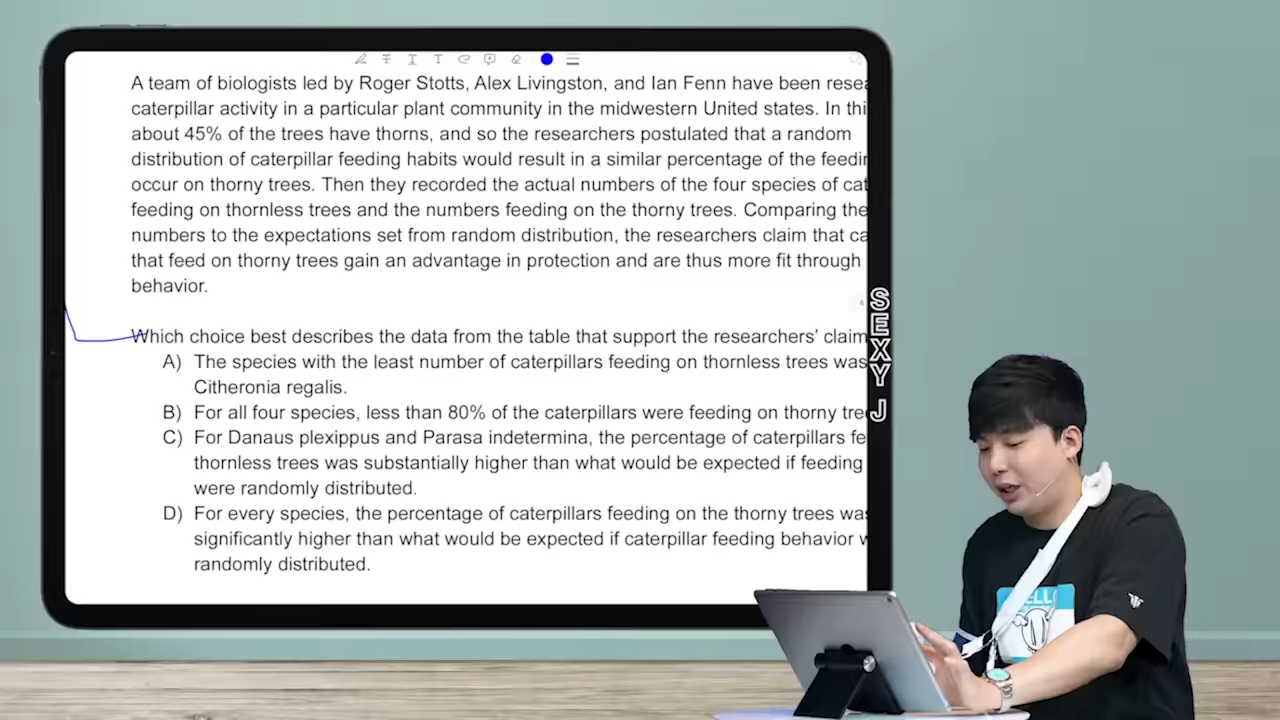 A team of biologists led by Roger Stotts, Alex Livingston, and Ian Fenn have been
caterpillar activity in a particular plant community in the midwestern United states. In
about 45% of the trees have thorns, and so the researchers postulated that a random
distribution of caterpillar feeding habits would result in a similar percentage of the
occur on thorny trees. Then they recorded the actual numbers of the four species of
feeding on thornless trees and the numbers feeding on the thorny trees. Comparing
numbers to the expectations set from random distribution, the researchers claim that
that feed on thorny trees gain an advantage in protection and are thus more fit through
behavior.
6
Which choice best describes the data from the table that support the researchers' claim
A) The species with the least number of caterpillars feeding on thornless trees was
Citheronia regalis.
B) For all four species, less than 80% of the caterpillars were feeding on thorny
C) For Danaus plexippus and Parasa indetermina, the percentage of caterpillars
thornless trees was substantially higher than what would be expected if feeding
were randomly distributed.
D) For every species, the percentage of caterpillars feeding on the thorny trees was
significantly higher than what would be expected if caterpillar feeding behavior
randomly distributed.
SEXY J
HELLO